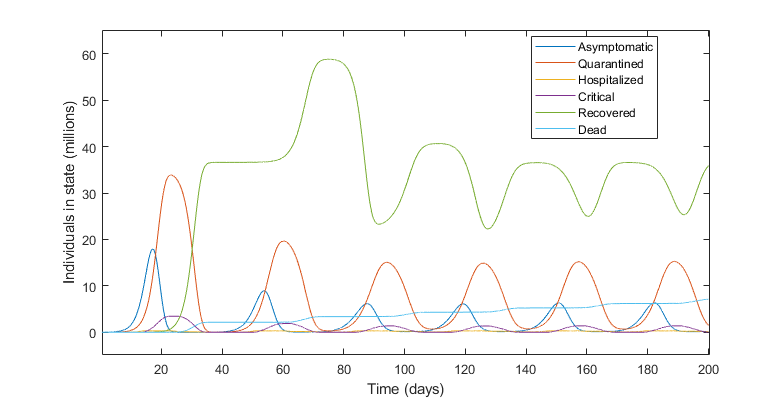 Individuals in state (millions)
60
50
40
30
20
10
0
Asymptomatic
Quarantined
Hospitalized
Critical
Recovered
Dead
20 40 60 80 100 120 140 160 180 200
Time (days)